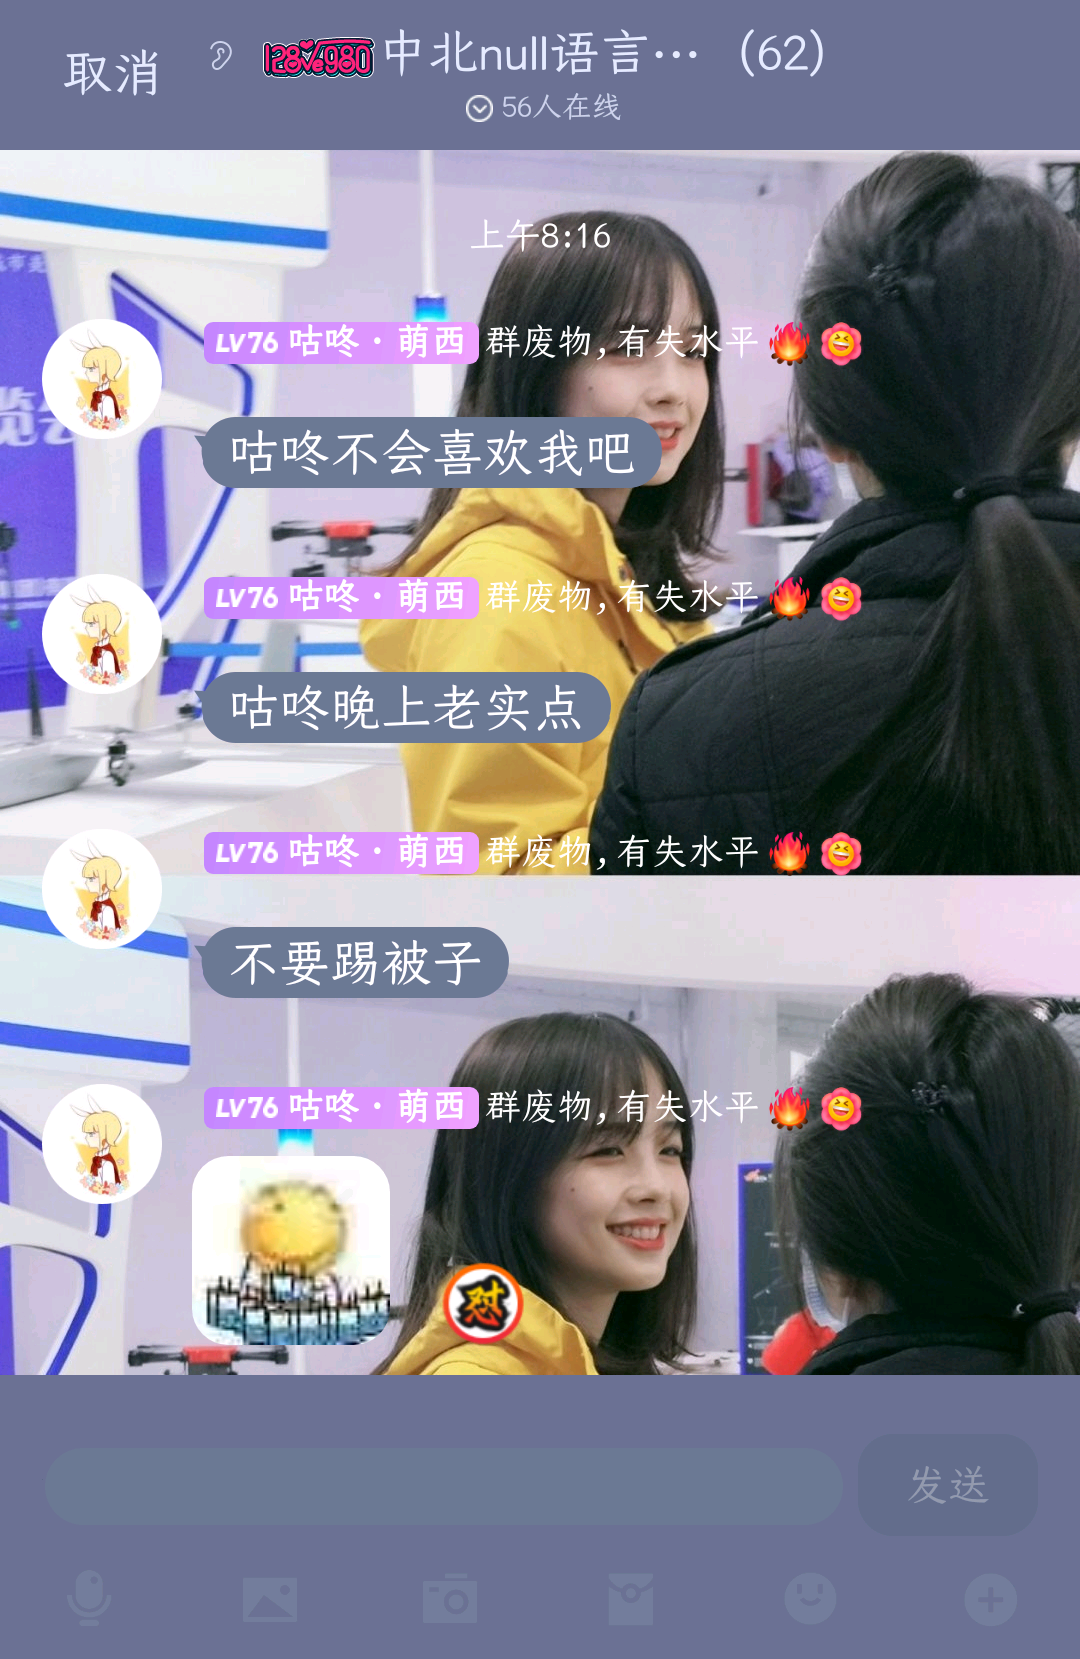 取消
128love980 中北null语言… (62)
56人在线
上午8:16
LV76 咕咚·萌西 群废物,有失水平
咕咚不会喜欢我吧
LV76 咕咚·萌西 群废物,有失水平
咕咚晚上老实点
LV76 咕咚·萌西 群废物,有失水平
不要踢被子
LV76 咕咚·萌西 群废物,有失水平
怼
发送